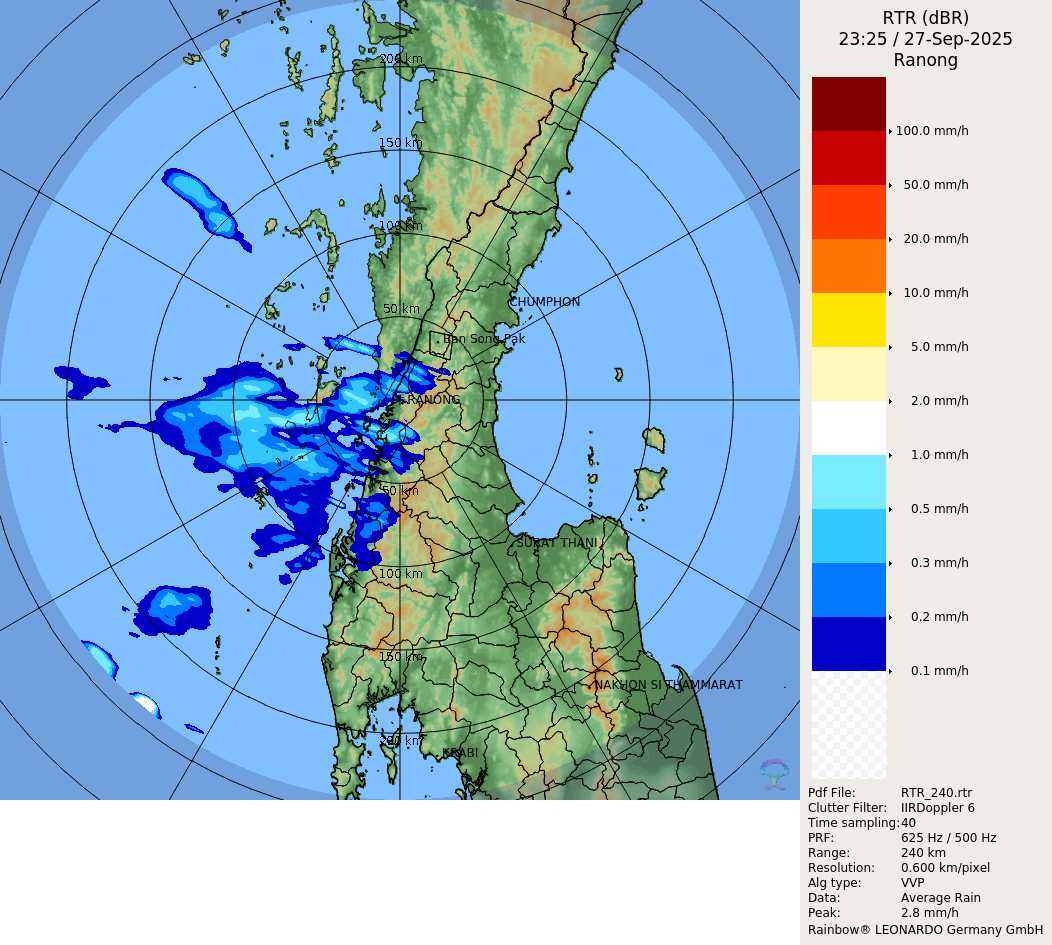 RTR (dBR)
23:25 / 27-Sep-2025
Ranong
100.0 mm/h
50.0 mm/h
20.0 mm/h
10.0 mm/h
5.0 mm/h
2.0 mm/h
1.0 mm/h
0.5 mm/h
0.3 mm/h
0.2 mm/h
0.1 mm/h
200 km
150 km
100 km
50 km
CHUMPHON
Ban Song Pak
RANONG
50 km
SURAT THANI
100 km
150 km
NAKHON SI THAMMARAT
200 km
KRABI
Pdf File: RTR_240.rtr
Clutter Filter: IIRDoppler 6
Time sampling: 40
PRF: 625 Hz / 500 Hz
Range: 240 km
Resolution: 0.600 km/pixel
Alg type: VVP
Data: Average Rain
Peak: 2.8 mm/h
Rainbow® LEONARDO Germany GmbH